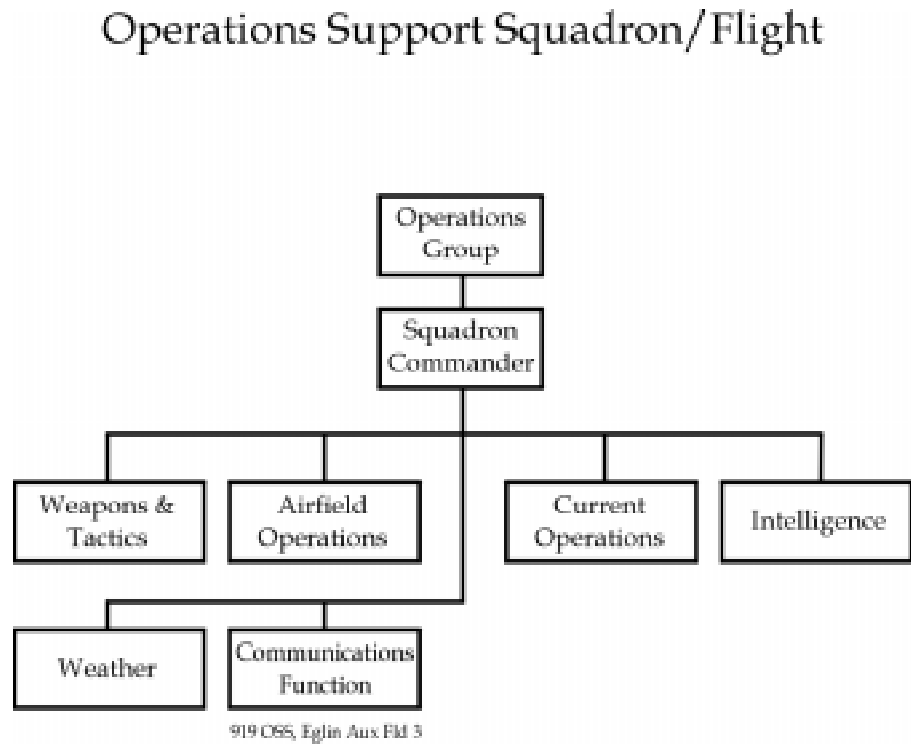 Operations Support Squadron/Flight
Operations
Group
Squadron
Commander
Weapons &
Tactics
Airfield
Operations
Current
Operations
Intelligence
Weather
Communications
Function
919 OSS, Eglin Aux Fld 3